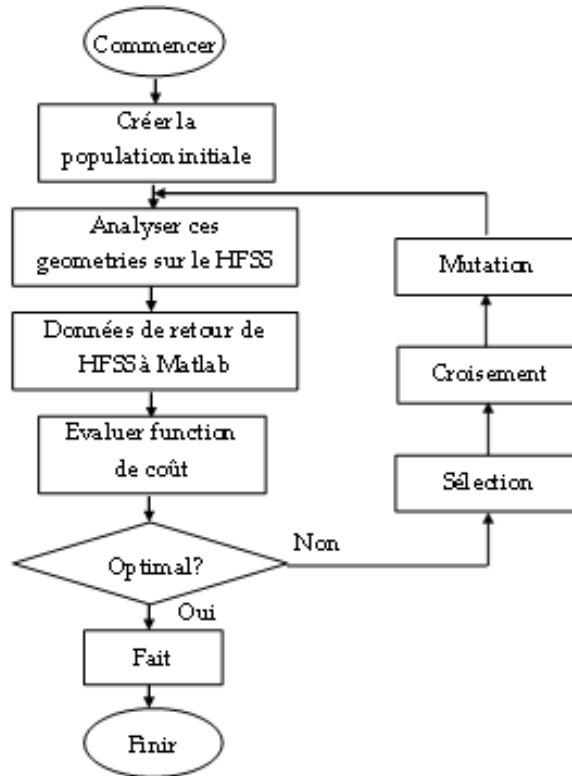 Commencer
Créer la
population initiale
Analyser ces
geometries sur le HFSS
Données de retour de
HFSS à Matlab
Evaluer function
de coût
Optimal?
Non
Oui
Fait
Finir
Mutation
Croisement
Sélection